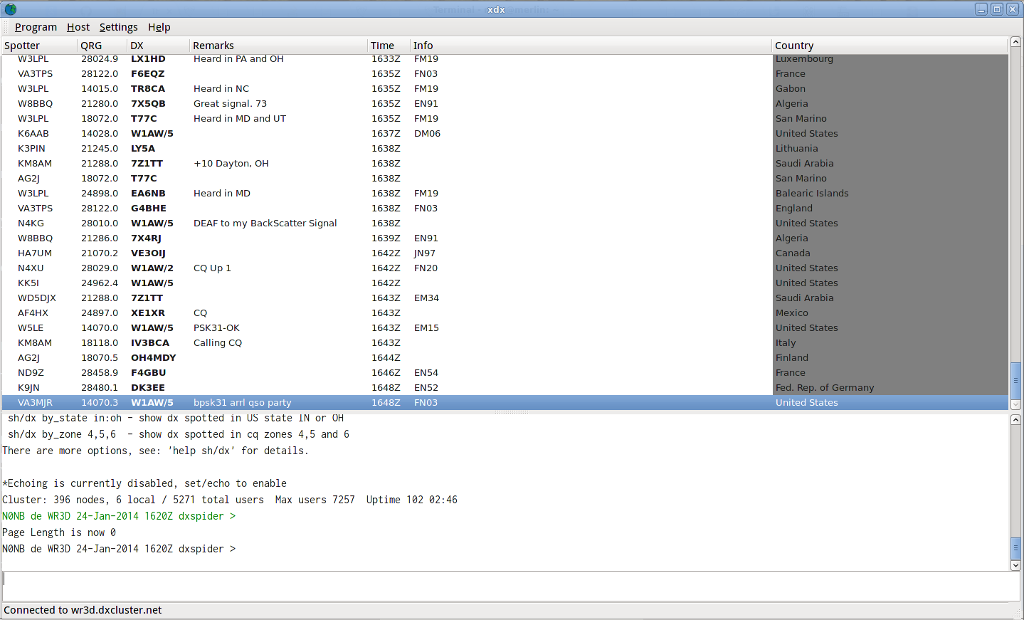 xdx
Program Host Settings Help
Spotter QRG DX Remarks Time Info Country
W3LPL 28024.9 LX1HD Heard in PA and OH 1633Z FM19 Luxembourg
VA3TPS 28122.0 F6EQZ 1635Z FN03 France
W3LPL 14015.0 TR8CA Heard in NC 1635Z FM19 Gabon
W8BBQ 21280.0 7X5QB Great signal. 73 1635Z EN91 Algeria
W3LPL 18072.0 T77C Heard in MD and UT 1635Z FM19 San Marino
K6AAB 14028.0 W1AW/5 1637Z DM06 United States
K3PIN 21245.0 LY5A 1638Z Lithuania
KM8AM 21288.0 7Z1TT +10 Dayton, OH 1638Z Saudi Arabia
AG2J 18072.0 T77C 1638Z San Marino
W3LPL 24898.0 EA6NB Heard in MD 1638Z FM19 Balearic Islands
VA3TPS 28122.0 G4BHE 1638Z FN03 England
N4KG 28010.0 W1AW/5 DEAF to my BackScatter Signal 1638Z United States
W8BBQ 21286.0 7X4RJ 1639Z EN91 Algeria
HA7UM 21070.2 VE3OIJ 1642Z JN97 Canada
N4XU 28029.0 W1AW/2 CQ Up 1 1642Z FN20 United States
KK5I 24962.4 W1AW/5 1642Z United States
WD5DJX 21288.0 7Z1TT 1643Z EM34 Saudi Arabia
AF4HX 24897.0 XE1XR CQ 1643Z Mexico
W5LE 14070.0 W1AW/5 PSK31-OK 1643Z EM15 United States
KM8AM 18118.0 IV3BCA Calling CQ 1643Z Italy
AG2J 18070.5 OH4MDY 1644Z Finland
ND9Z 28458.9 F4GBU 1646Z EN54 France
K9JN 28480.1 DK3EE 1648Z EN52 Fed. Rep. of Germany
VA3MJR 14070.3 W1AW/5 bpsk31 arrl qso party 1648Z FN03 United States
sh/dx by_state in:oh - show dx spotted in US state IN or OH
sh/dx by_zone 4,5,6 - show dx spotted in cq zones 4,5 and 6
There are more options, see: 'help sh/dx' for details.
*Echoing is currently disabled, set/echo to enable
Cluster: 396 nodes, 6 local / 5271 total users Max users 7257 Uptime 102 02:46
N0NB de WR3D 24-Jan-2014 1620Z dxspider >
Page Length is now 0
N0NB de WR3D 24-Jan-2014 1620Z dxspider >
Connected to wr3d.dxcluster.net